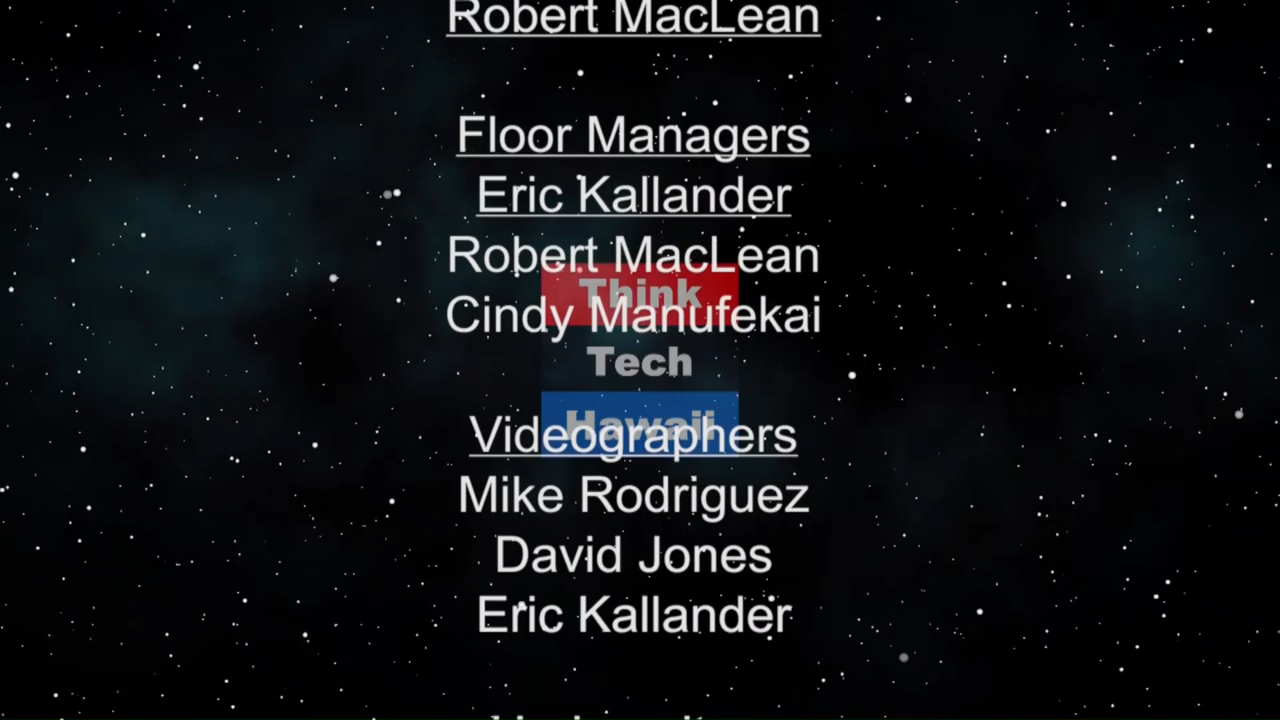 Robert MacLean
Floor Managers
Eric Kallander
Robert MacLean
Think
Cindy Manufekai
Tech
Hawaii
Videographers
Mike Rodriguez
David Jones
Eric Kallander